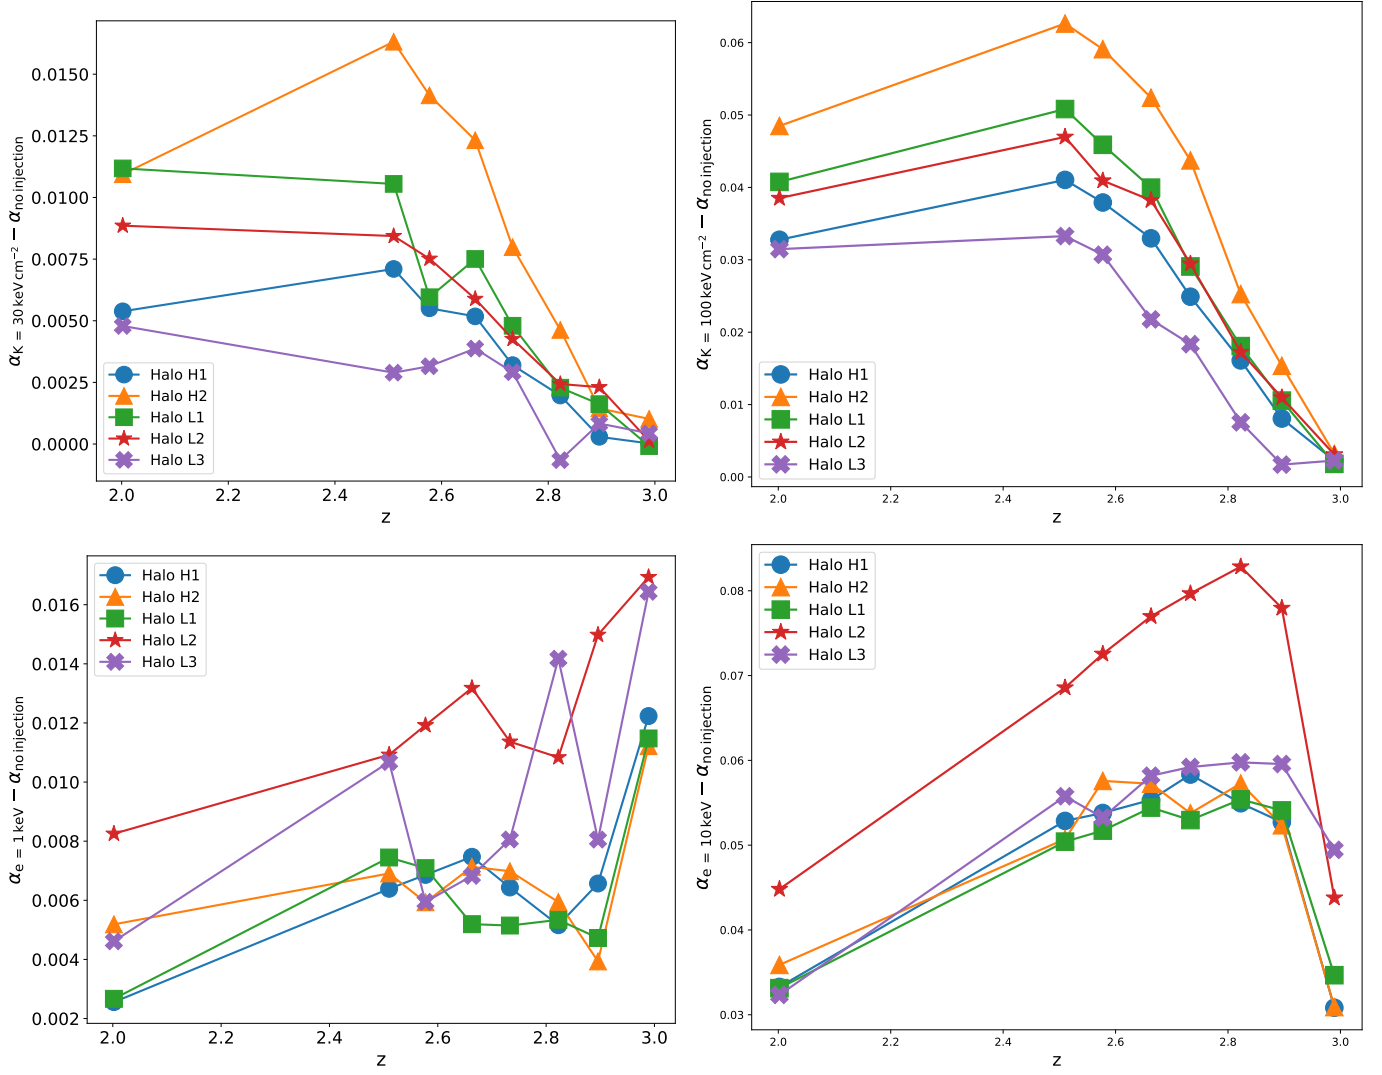 0.0150
0.0125
0.0100
0.0075
0.0050
0.0025
0.0000
α_K = 30 keV cm⁻² − α_no injection
Halo H1
Halo H2
Halo L1
Halo L2
Halo L3
2.0 2.2 2.4 2.6 2.8 3.0
z
0.06
0.05
0.04
0.03
0.02
0.01
0.00
α_K = 100 keV cm⁻² − α_no injection
Halo H1
Halo H2
Halo L1
Halo L2
Halo L3
2.0 2.2 2.4 2.6 2.8 3.0
z
Halo H1
Halo H2
Halo L1
Halo L2
Halo L3
0.016
0.014
0.012
0.010
0.008
0.006
0.004
0.002
α_e = 1 keV − α_no injection
2.0 2.2 2.4 2.6 2.8 3.0
z
Halo H1
Halo H2
Halo L1
Halo L2
Halo L3
0.08
0.07
0.06
0.05
0.04
0.03
α_e = 10 keV − α_no injection
2.0 2.2 2.4 2.6 2.8 3.0
z